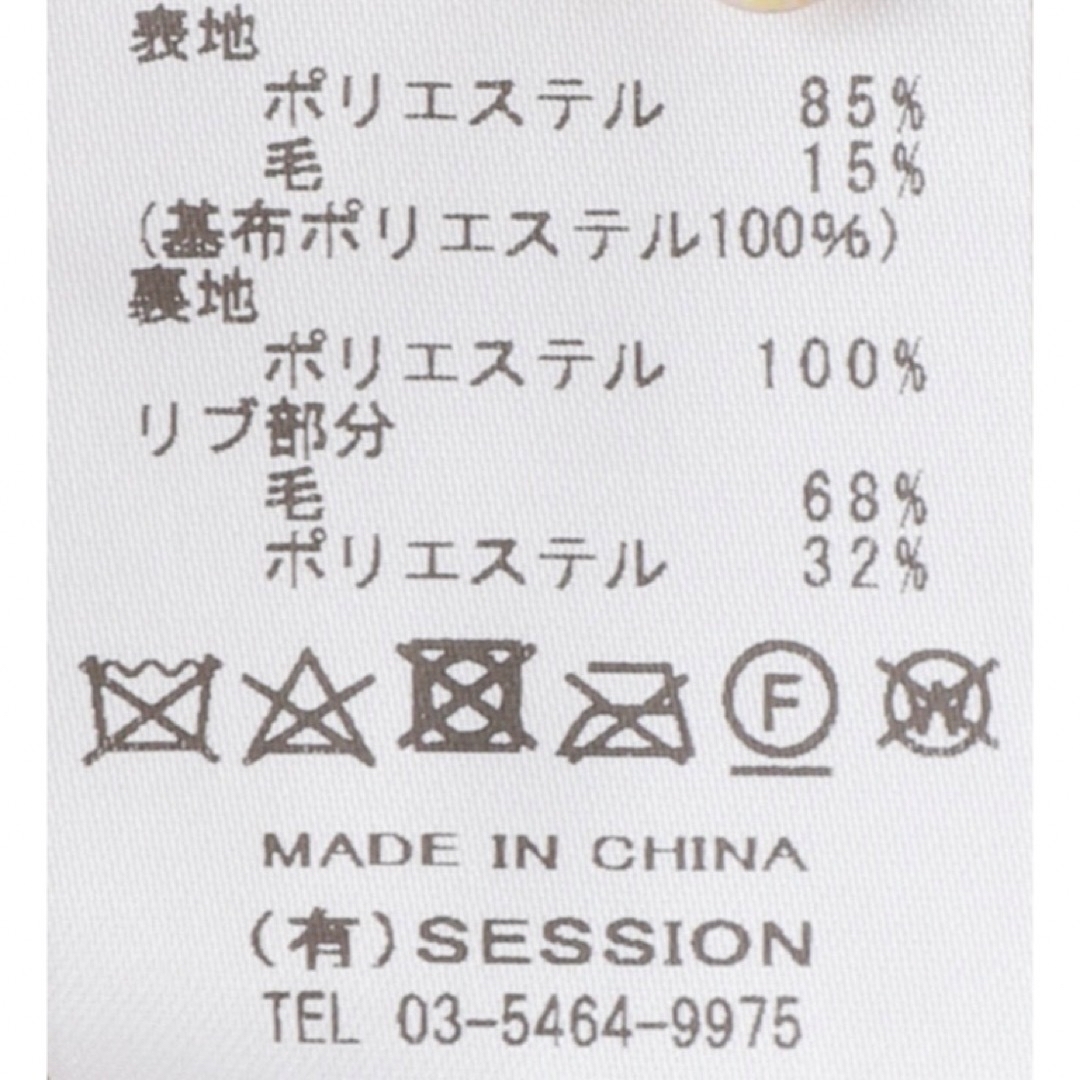 表地
ポリエステル 85%
毛 15%
(基布ポリエステル100%)
裏地
ポリエステル 100%
リブ部分
毛 68%
ポリエステル 32%
F W
MADE IN CHINA
(有)SESSION
TEL 03-5464-9975